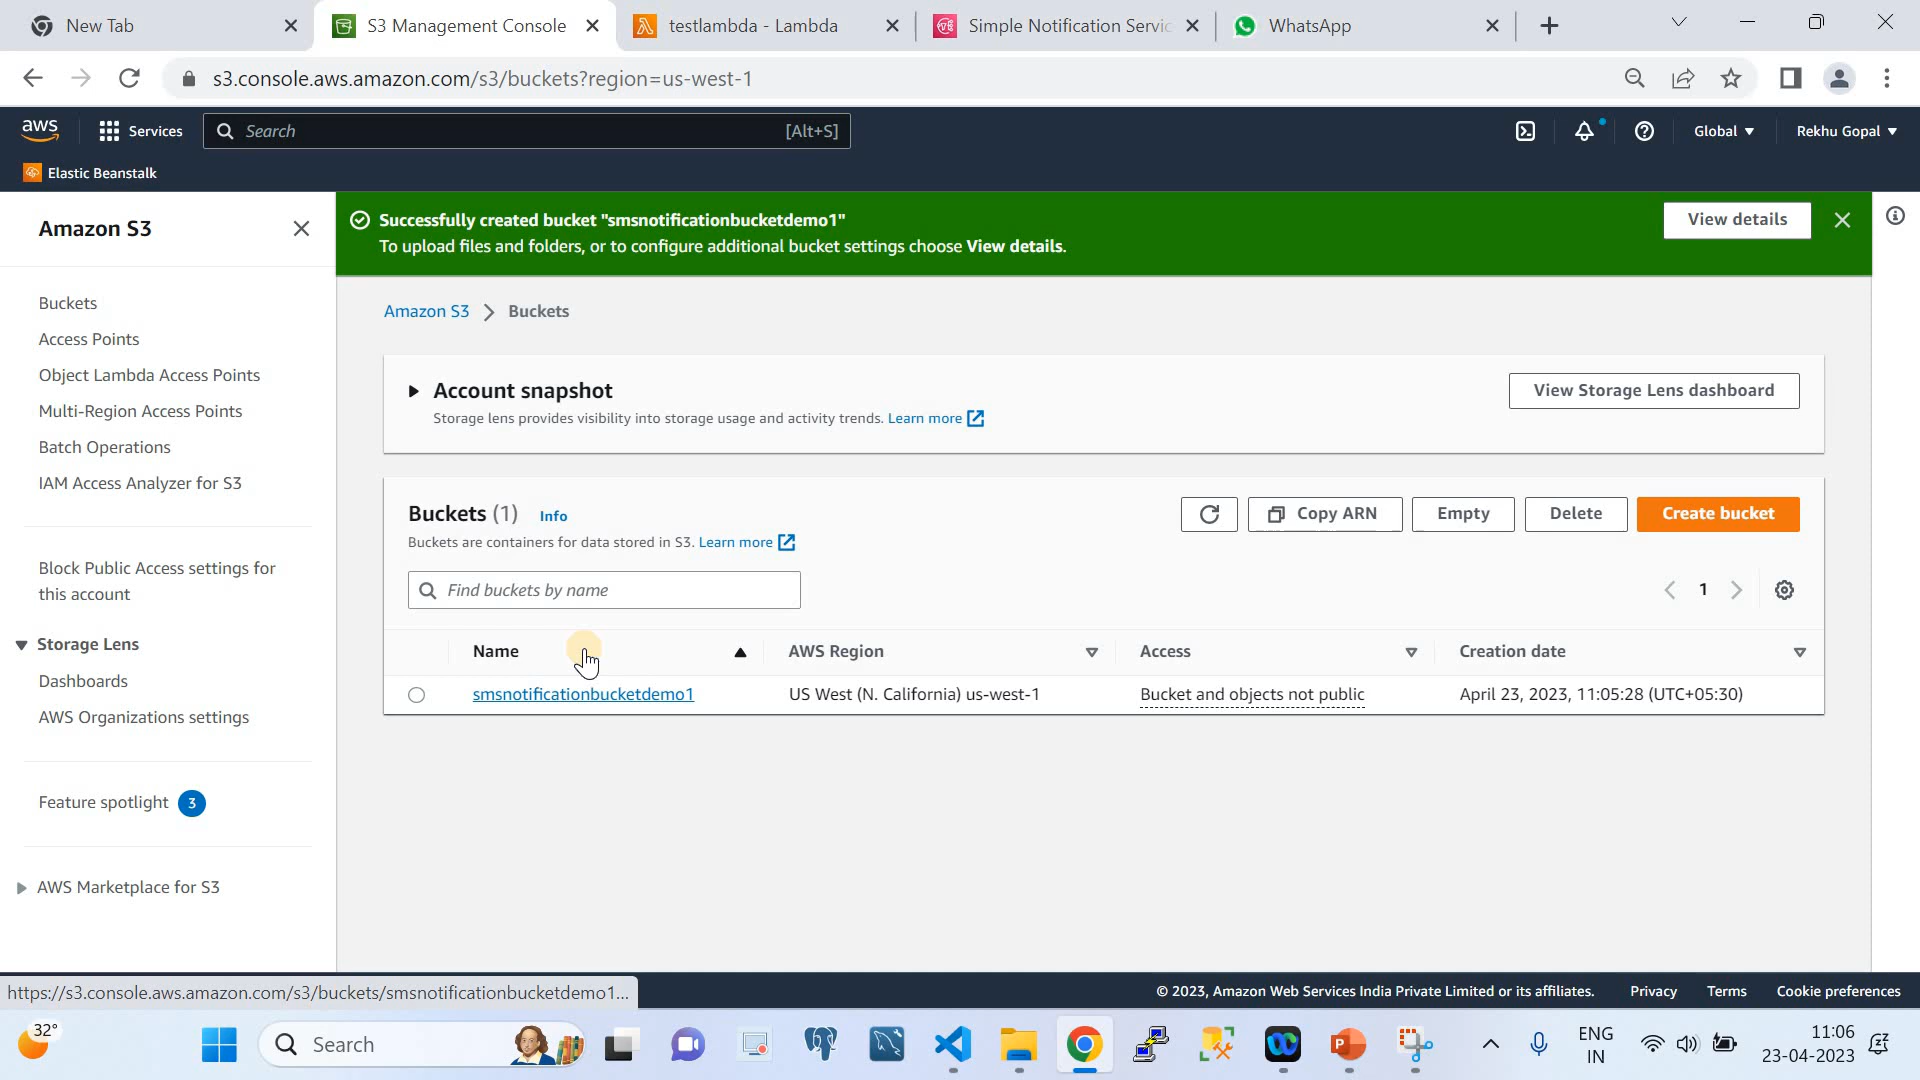 New Tab
S3 Management Console
testlambda - Lambda
Simple Notification Servic
WhatsApp
s3.console.aws.amazon.com/s3/buckets?region=us-west-1
aws
Services
Search
[Alt+S]
Global
Rekhu Gopal
Elastic Beanstalk
Amazon S3
Buckets
Access Points
Object Lambda Access Points
Multi-Region Access Points
Batch Operations
IAM Access Analyzer for S3
Block Public Access settings for
this account
Storage Lens
Dashboards
AWS Organizations settings
Feature spotlight 3
AWS Marketplace for S3
Successfully created bucket "smsnotificationbucketdemo1"
To upload files and folders, or to configure additional bucket settings choose View details.
View details
Amazon S3 > Buckets
Account snapshot
Storage lens provides visibility into storage usage and activity trends. Learn more
View Storage Lens dashboard
Buckets (1) Info
Buckets are containers for data stored in S3. Learn more
Copy ARN
Empty
Delete
Create bucket
Find buckets by name
1
Name AWS Region Access Creation date
smsnotificationbucketdemo1 US West (N. California) us-west-1 Bucket and objects not public April 23, 2023, 11:05:28 (UTC+05:30)
https://s3.console.aws.amazon.com/s3/buckets/smsnotificationbucketdemo1...
© 2023, Amazon Web Services India Private Limited or its affiliates. Privacy Terms Cookie preferences
32°
Search
ENG
IN
11:06
23-04-2023